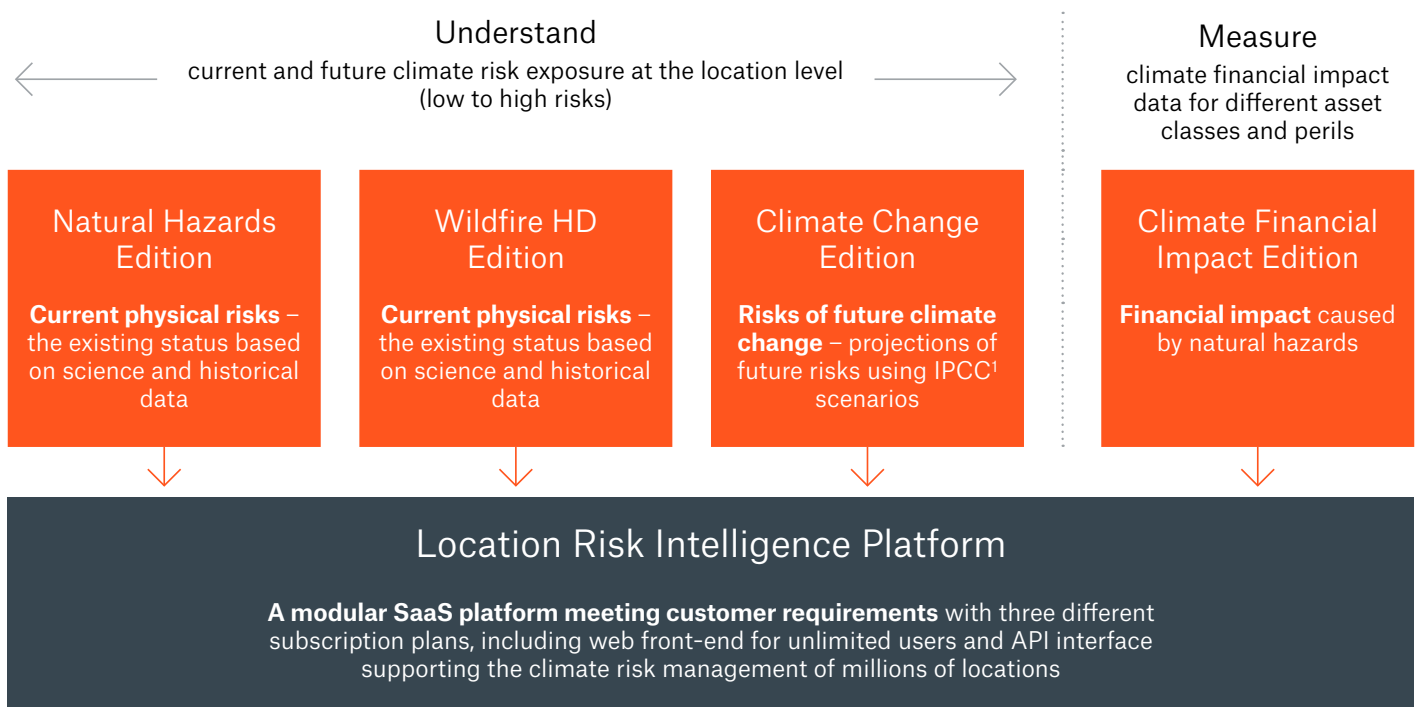 Understand
current and future climate risk exposure at the location level
(low to high risks)
Measure
climate financial impact
data for different asset
classes and perils
Natural Hazards
Edition
Current physical risks –
the existing status based
on science and historical
data
Wildfire HD
Edition
Current physical risks –
the existing status based
on science and historical
data
Climate Change
Edition
Risks of future climate
change – projections of
future risks using IPCC¹
scenarios
Climate Financial
Impact Edition
Financial impact caused
by natural hazards
Location Risk Intelligence Platform
A modular SaaS platform meeting customer requirements with three different
subscription plans, including web front-end for unlimited users and API interface
supporting the climate risk management of millions of locations